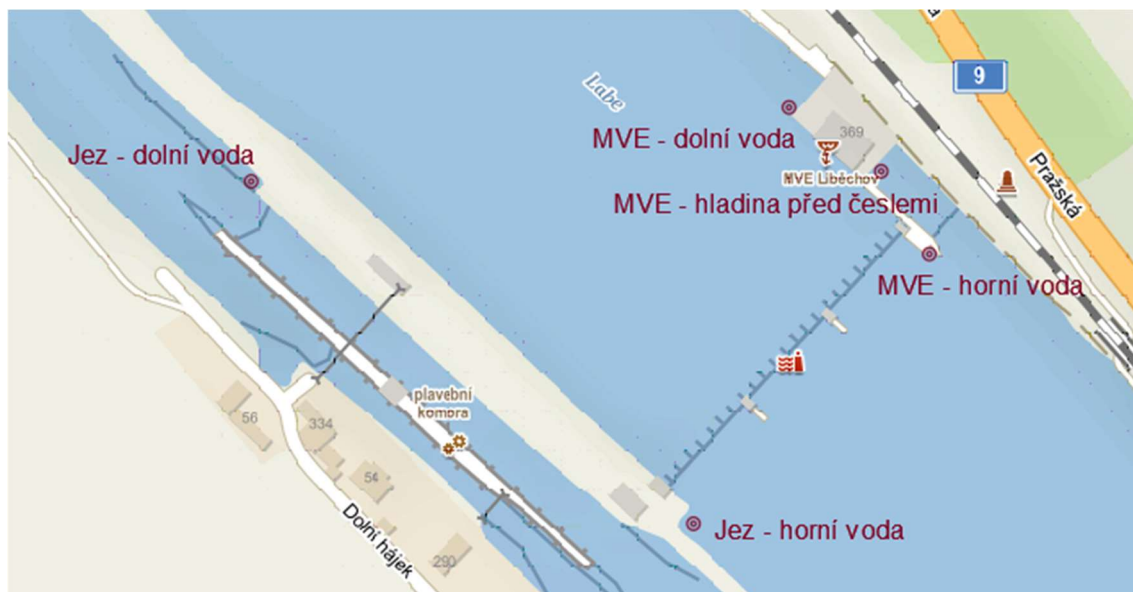 Labe
9
MVE - dolní voda
369
Jez - dolní voda
MVE Liběchov
Pražská
MVE - hladina před česlemi
MVE - horní voda
plavební
komora
56
334
54
Dolní hájek
290
Jez - horní voda